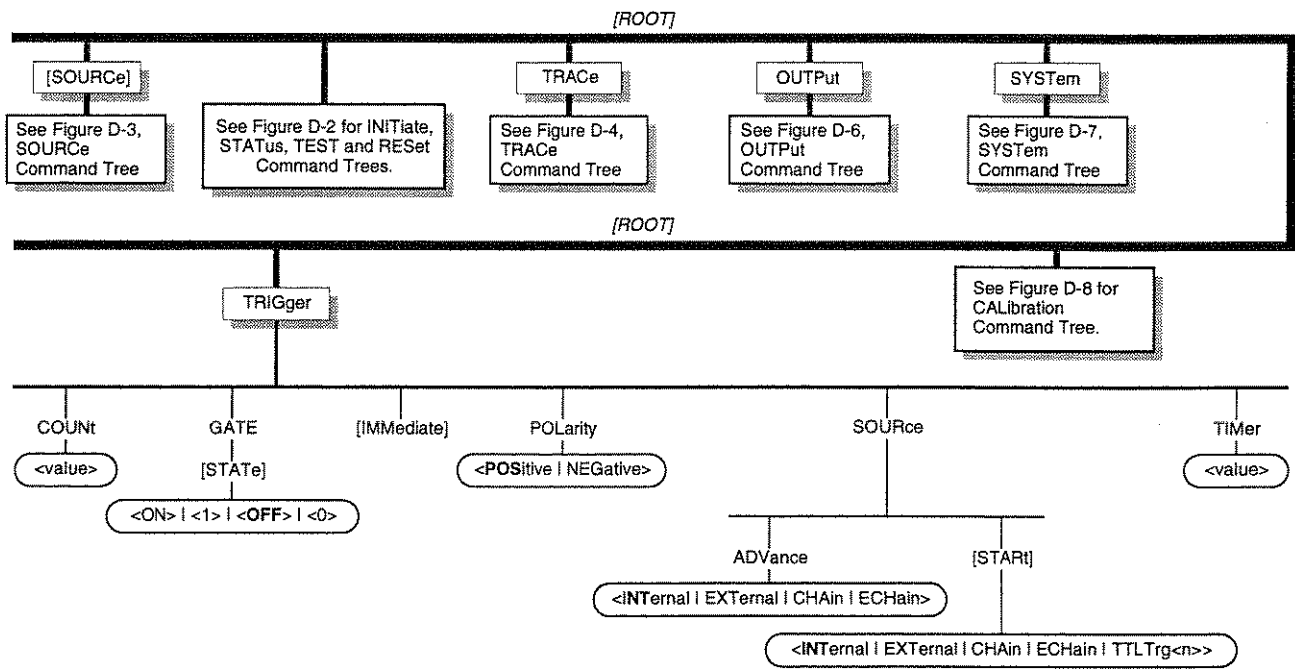 [ROOT]
[SOURCe]
TRACe
OUTPut
SYSTem
See Figure D-3,
SOURCe
Command Tree
See Figure D-2 for INITiate,
STATus, TEST and RESet
Command Trees.
See Figure D-4,
TRACe
Command Tree
See Figure D-6,
OUTPut
Command Tree
See Figure D-7,
SYSTem
Command Tree
[ROOT]
TRIGger
See Figure D-8 for
CALibration
Command Tree.
COUNt
GATE
[IMMediate]
POLarity
SOURce
TIMer
<value>
[STATe]
<POSitive | NEGative>
<value>
<ON> | <1> | <OFF> | <0>
ADVance
[STARt]
<INTernal | EXTernal | CHAin | ECHain>
<INTernal | EXTernal | CHAin | ECHain | TTLTrg<n>>